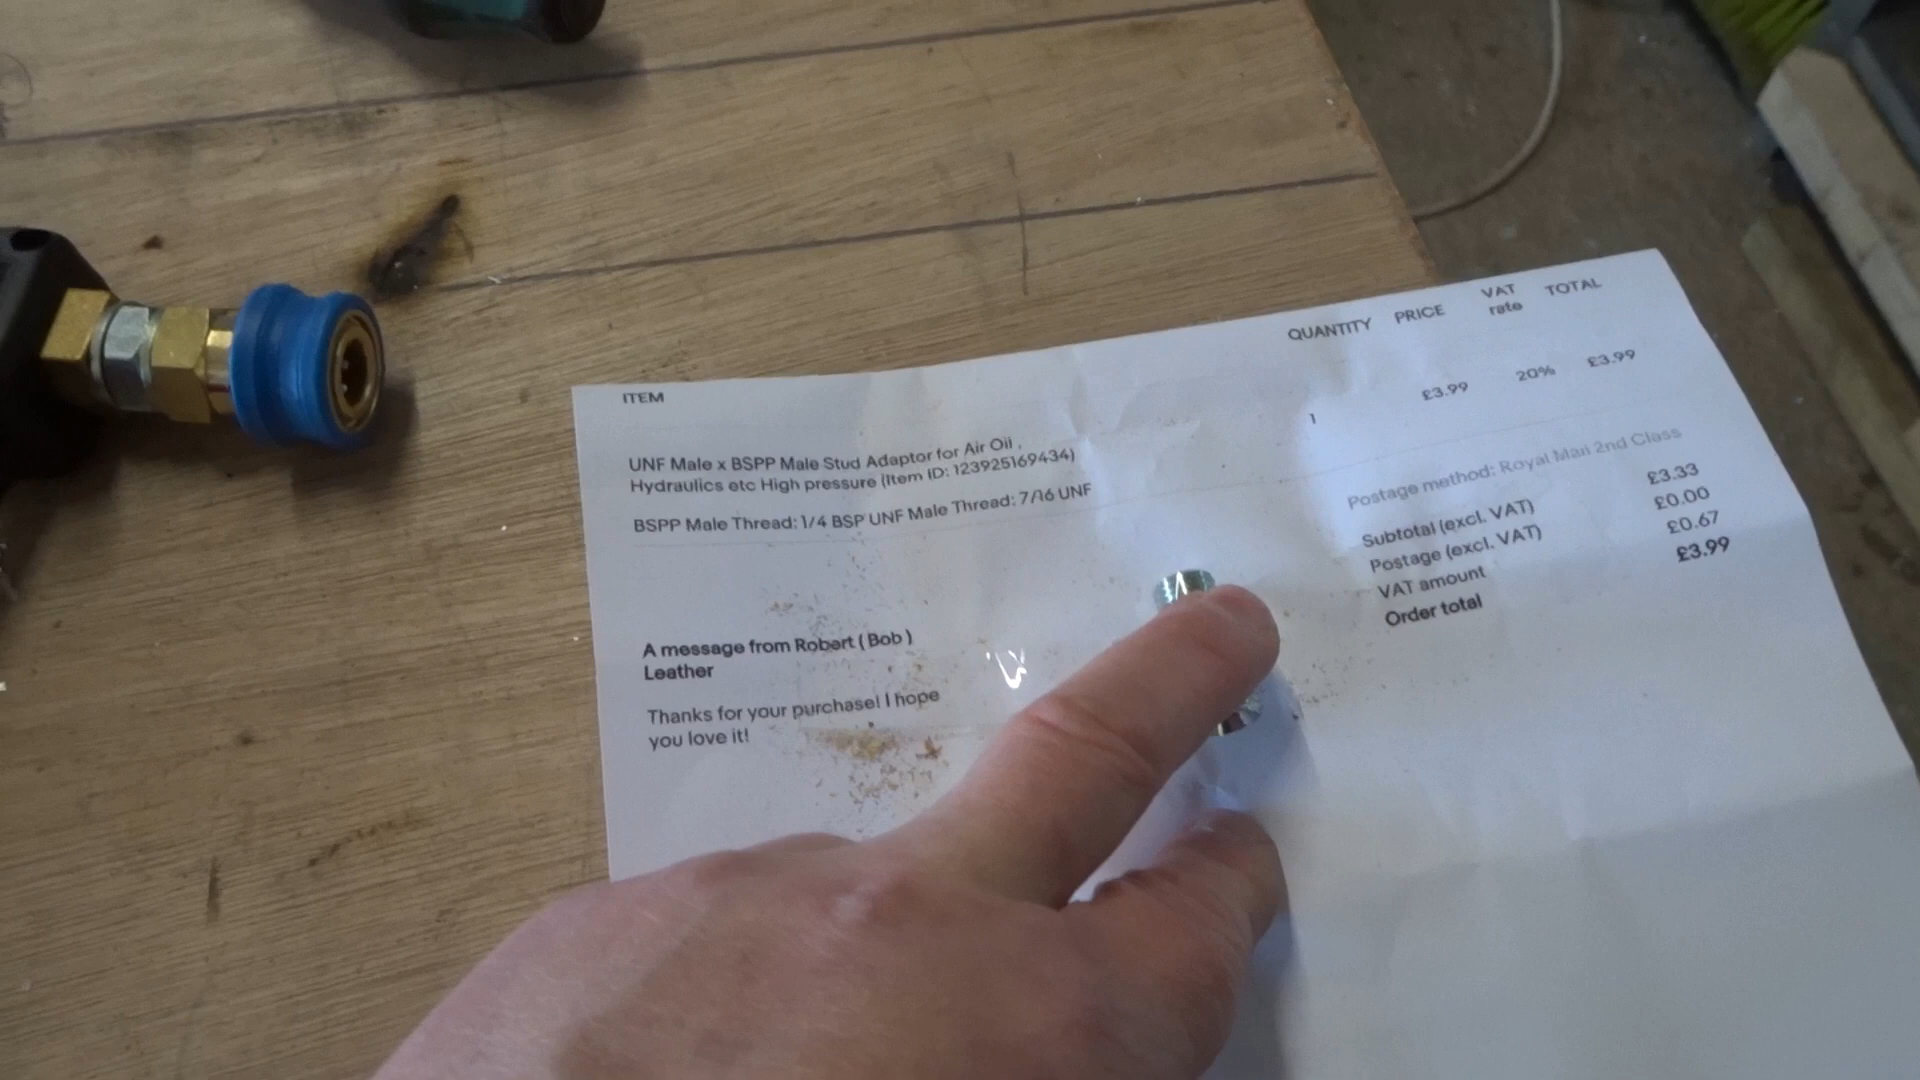 ITEM QUANTITY PRICE VAT rate TOTAL
UNF Male x BSPP Male Stud Adaptor for Air Oil ,
Hydraulics etc High pressure (Item ID: 123925169434)
1 £3.99 20% £3.99
BSPP Male Thread: 1/4 BSP UNF Male Thread: 7/16 UNF
Postage method: Royal Mail 2nd Class
Subtotal (excl. VAT) £3.33
Postage (excl. VAT) £0.00
VAT amount £0.67
Order total £3.99
A message from Robert ( Bob )
Leather
Thanks for your purchase! I hope
you love it!